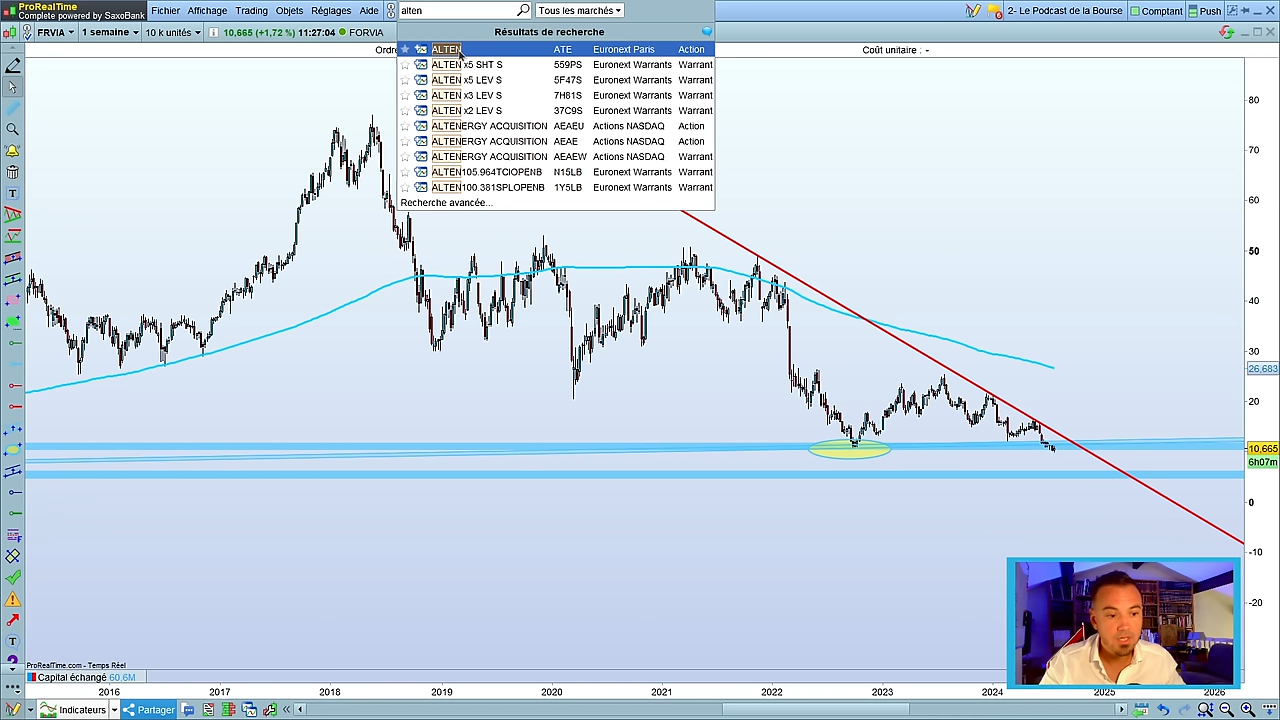 ProRealTime
Complete powered by SaxoBank
Fichier Affichage Trading Objets Réglages Aide
alten
Tous les marchés
2- Le Podcast de la Bourse
Comptant
Push
FRVIA 1 semaine 10 k unités 10,665 (+1,72 %) 11:27:04 FORVIA
Résultats de recherche
Ordre
Coût unitaire : -
ALTEN ATE Euronext Paris Action
ALTEN x5 SHT S 559PS Euronext Warrants Warrant
ALTEN x5 LEV S 5F47S Euronext Warrants Warrant
ALTEN x3 LEV S 7H81S Euronext Warrants Warrant
ALTEN x2 LEV S 37C9S Euronext Warrants Warrant
ALTENERGY ACQUISITION AEAEU Actions NASDAQ Action
ALTENERGY ACQUISITION AEAE Actions NASDAQ Action
ALTENERGY ACQUISITION AEAEW Actions NASDAQ Warrant
ALTEN105.964TCIOPENB N15LB Euronext Warrants Warrant
ALTEN100.381SPLOPENB 1Y5LB Euronext Warrants Warrant
Recherche avancée...
80
70
60
50
40
30
26,683
20
10,665
6h07m
0
-10
-20
ProRealTime.com - Temps Réel
Capital échangé 60,6M
2016 2017 2018 2019 2020 2021 2022 2023 2024 2025 2026
Indicateurs
Partager